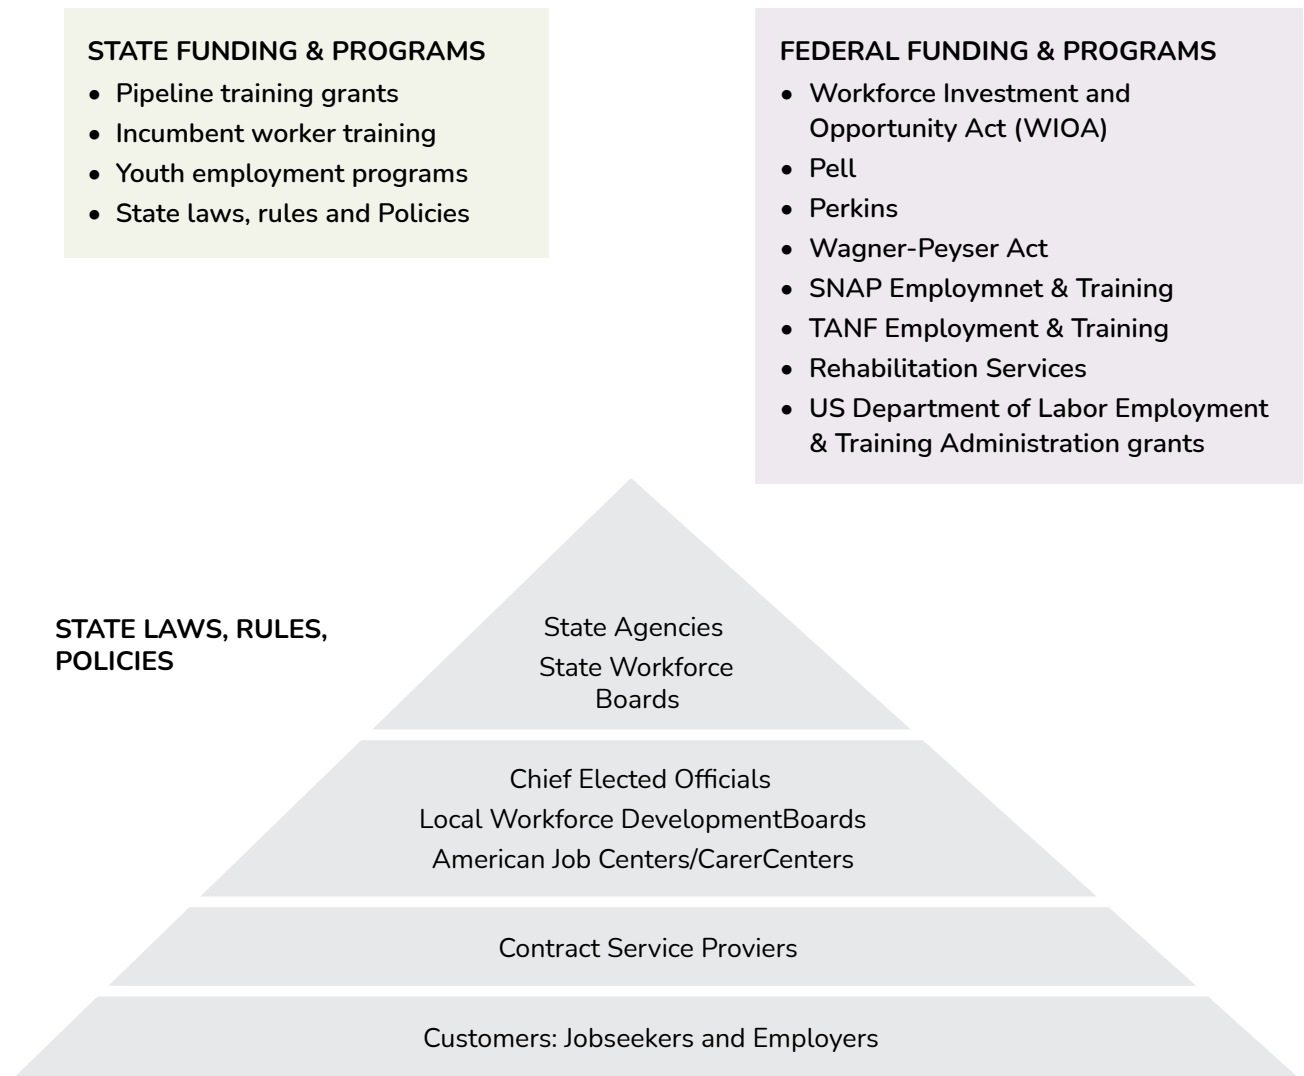 STATE FUNDING & PROGRAMS
• Pipeline training grants
• Incumbent worker training
• Youth employment programs
• State laws, rules and Policies
FEDERAL FUNDING & PROGRAMS
• Workforce Investment and
Opportunity Act (WIOA)
• Pell
• Perkins
• Wagner-Peyser Act
• SNAP Employmnet & Training
• TANF Employment & Training
• Rehabilitation Services
• US Department of Labor Employment
& Training Administration grants
STATE LAWS, RULES,
POLICIES
State Agencies
State Workforce
Boards
Chief Elected Officials
Local Workforce DevelopmentBoards
American Job Centers/CarerCenters
Contract Service Proviers
Customers: Jobseekers and Employers